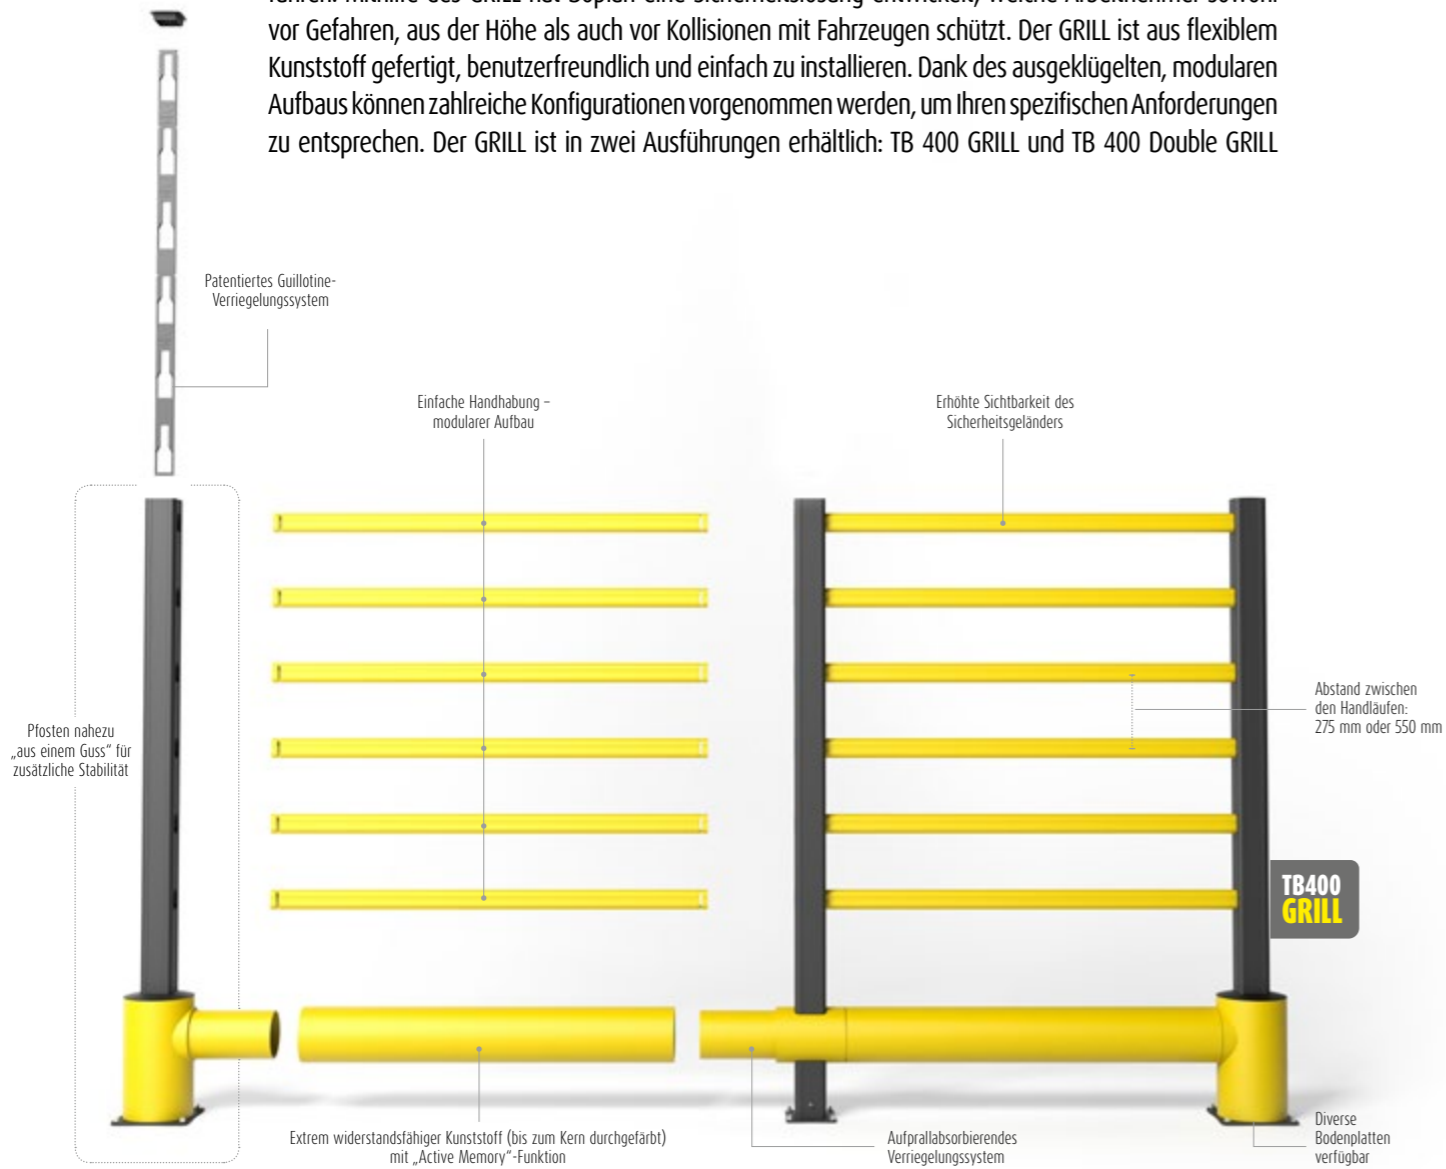 vor Gefahren, aus der Höhe als auch vor Kollisionen mit Fahrzeugen schützt. Der GRILL ist aus flexiblem
Kunststoff gefertigt, benutzerfreundlich und einfach zu installieren. Dank des ausgeklügelten, modularen
Aufbaus können zahlreiche Konfigurationen vorgenommen werden, um Ihren spezifischen Anforderungen
zu entsprechen. Der GRILL ist in zwei Ausführungen erhältlich: TB 400 GRILL und TB 400 Double GRILL
Patentiertes Guillotine-
Verriegelungssystem
Einfache Handhabung –
modularer Aufbau
Erhöhte Sichtbarkeit des
Sicherheitsgeländers
Abstand zwischen
den Handläufen:
275 mm oder 550 mm
Pfosten nahezu
„aus einem Guss“ für
zusätzliche Stabilität
TB400
GRILL
Extrem widerstandsfähiger Kunststoff (bis zum Kern durchgefärbt)
mit „Active Memory“-Funktion
Aufprallabsorbierendes
Verriegelungssystem
Diverse
Bodenplatten
verfügbar